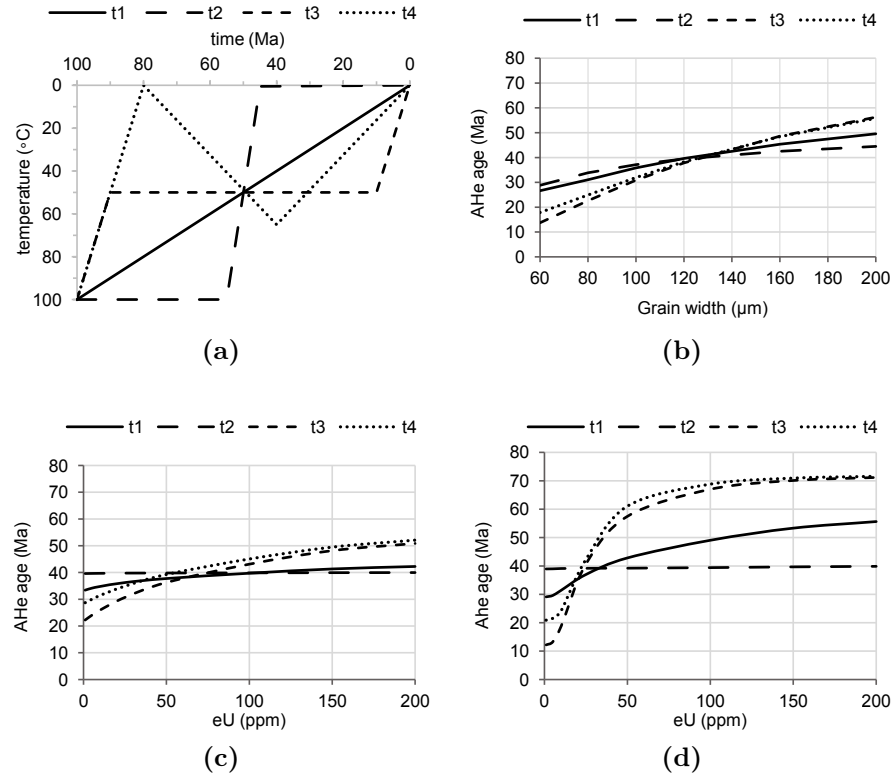 t1 t2 t3 t4
time (Ma)
100 80 60 40 20 0
0
20
40
60
80
100
temperature (∘C)
(a)
t1 t2 t3 t4
80
70
60
50
40
30
20
10
0
AHe age (Ma)
60 80 100 120 140 160 180 200
Grain width (µm)
(b)
t1 t2 t3 t4
80
70
60
50
40
30
20
10
0
AHe age (Ma)
0 50 100 150 200
eU (ppm)
(c)
t1 t2 t3 t4
80
70
60
50
40
30
20
10
0
Ahe age (Ma)
0 50 100 150 200
eU (ppm)
(d)